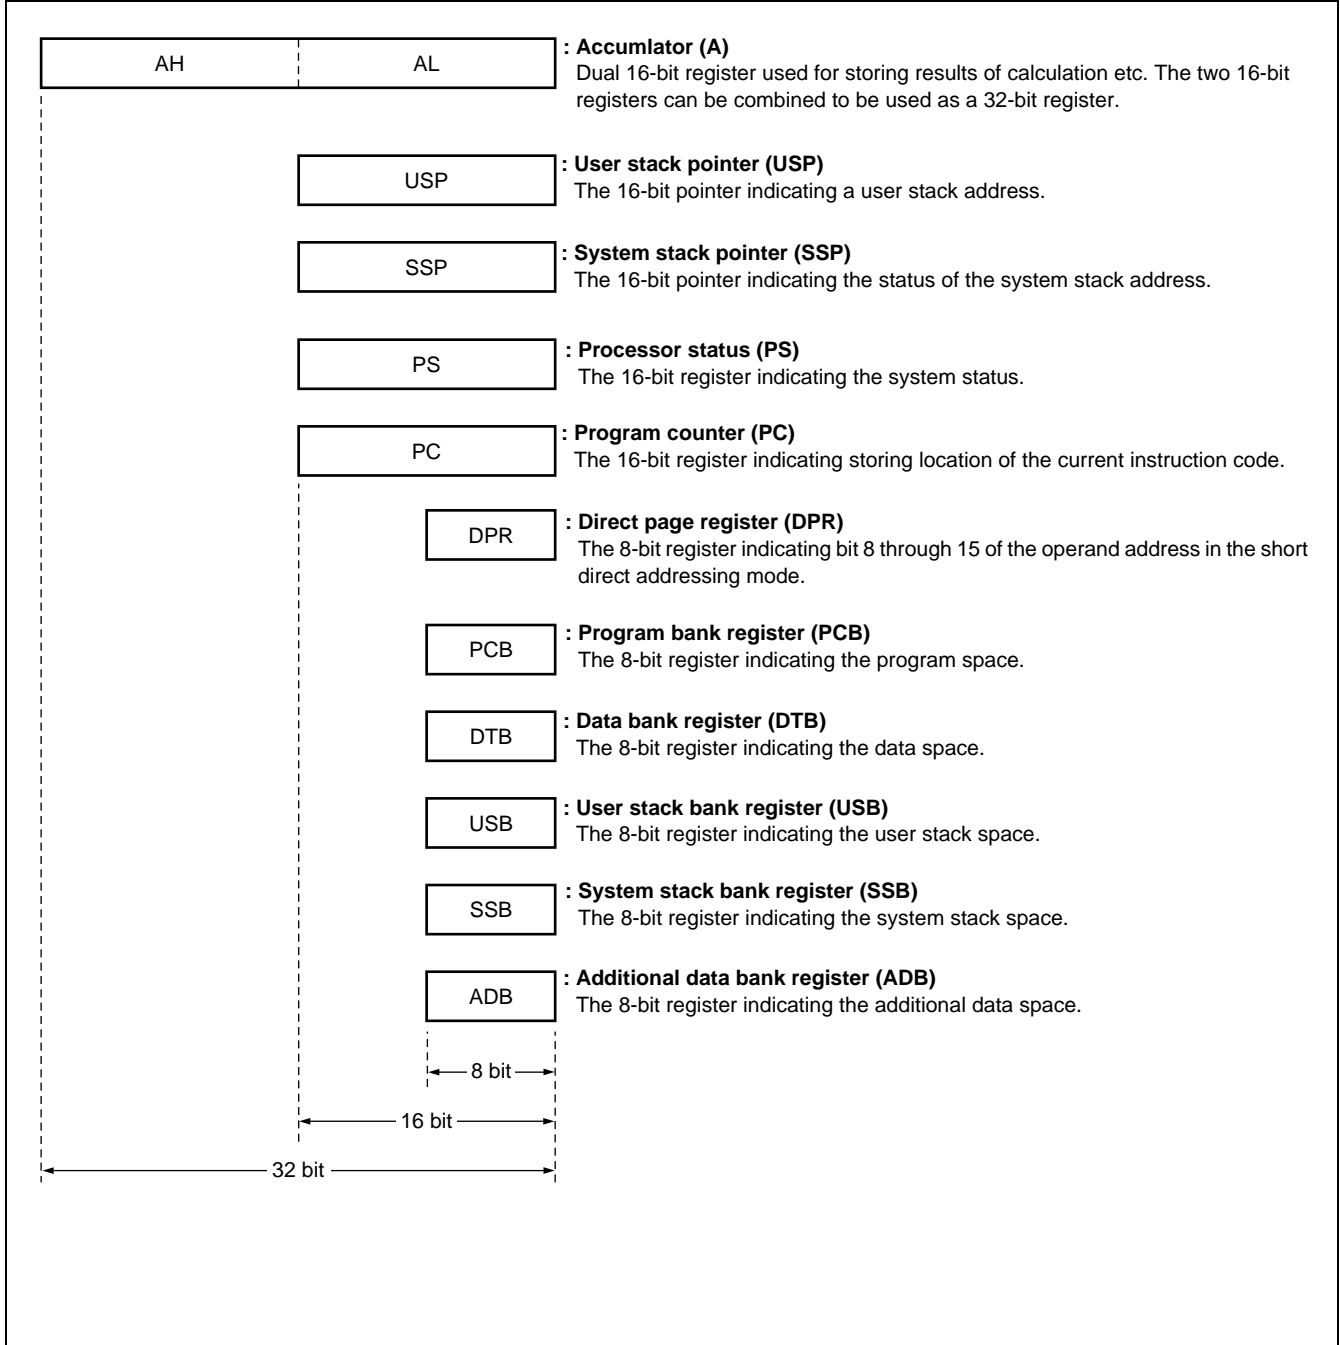 AH
AL
: Accumlator (A)
Dual 16-bit register used for storing results of calculation etc. The two 16-bit
registers can be combined to be used as a 32-bit register.
USP
: User stack pointer (USP)
The 16-bit pointer indicating a user stack address.
SSP
: System stack pointer (SSP)
The 16-bit pointer indicating the status of the system stack address.
PS
: Processor status (PS)
The 16-bit register indicating the system status.
PC
: Program counter (PC)
The 16-bit register indicating storing location of the current instruction code.
DPR
: Direct page register (DPR)
The 8-bit register indicating bit 8 through 15 of the operand address in the short
direct addressing mode.
PCB
: Program bank register (PCB)
The 8-bit register indicating the program space.
DTB
: Data bank register (DTB)
The 8-bit register indicating the data space.
USB
: User stack bank register (USB)
The 8-bit register indicating the user stack space.
SSB
: System stack bank register (SSB)
The 8-bit register indicating the system stack space.
ADB
: Additional data bank register (ADB)
The 8-bit register indicating the additional data space.
8 bit
16 bit
32 bit